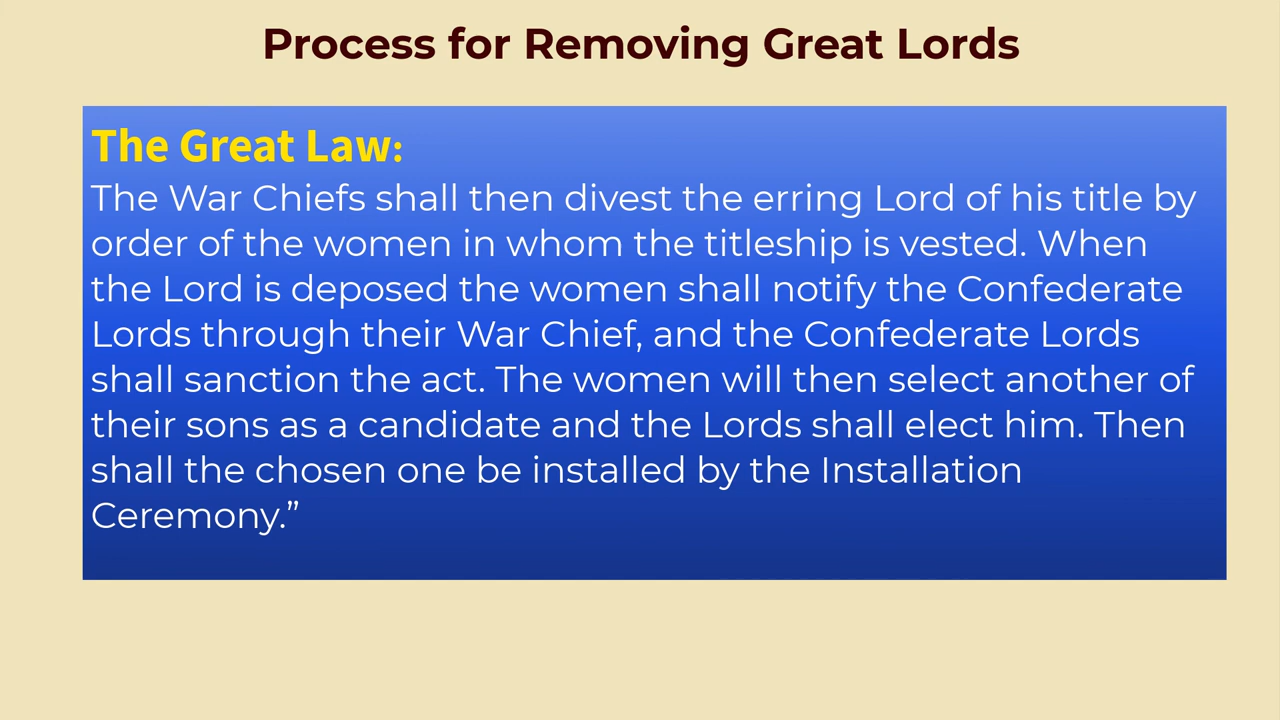 Process for Removing Great Lords
The Great Law:
The War Chiefs shall then divest the erring Lord of his title by
order of the women in whom the titleship is vested. When
the Lord is deposed the women shall notify the Confederate
Lords through their War Chief, and the Confederate Lords
shall sanction the act. The women will then select another of
their sons as a candidate and the Lords shall elect him. Then
shall the chosen one be installed by the Installation
Ceremony.”